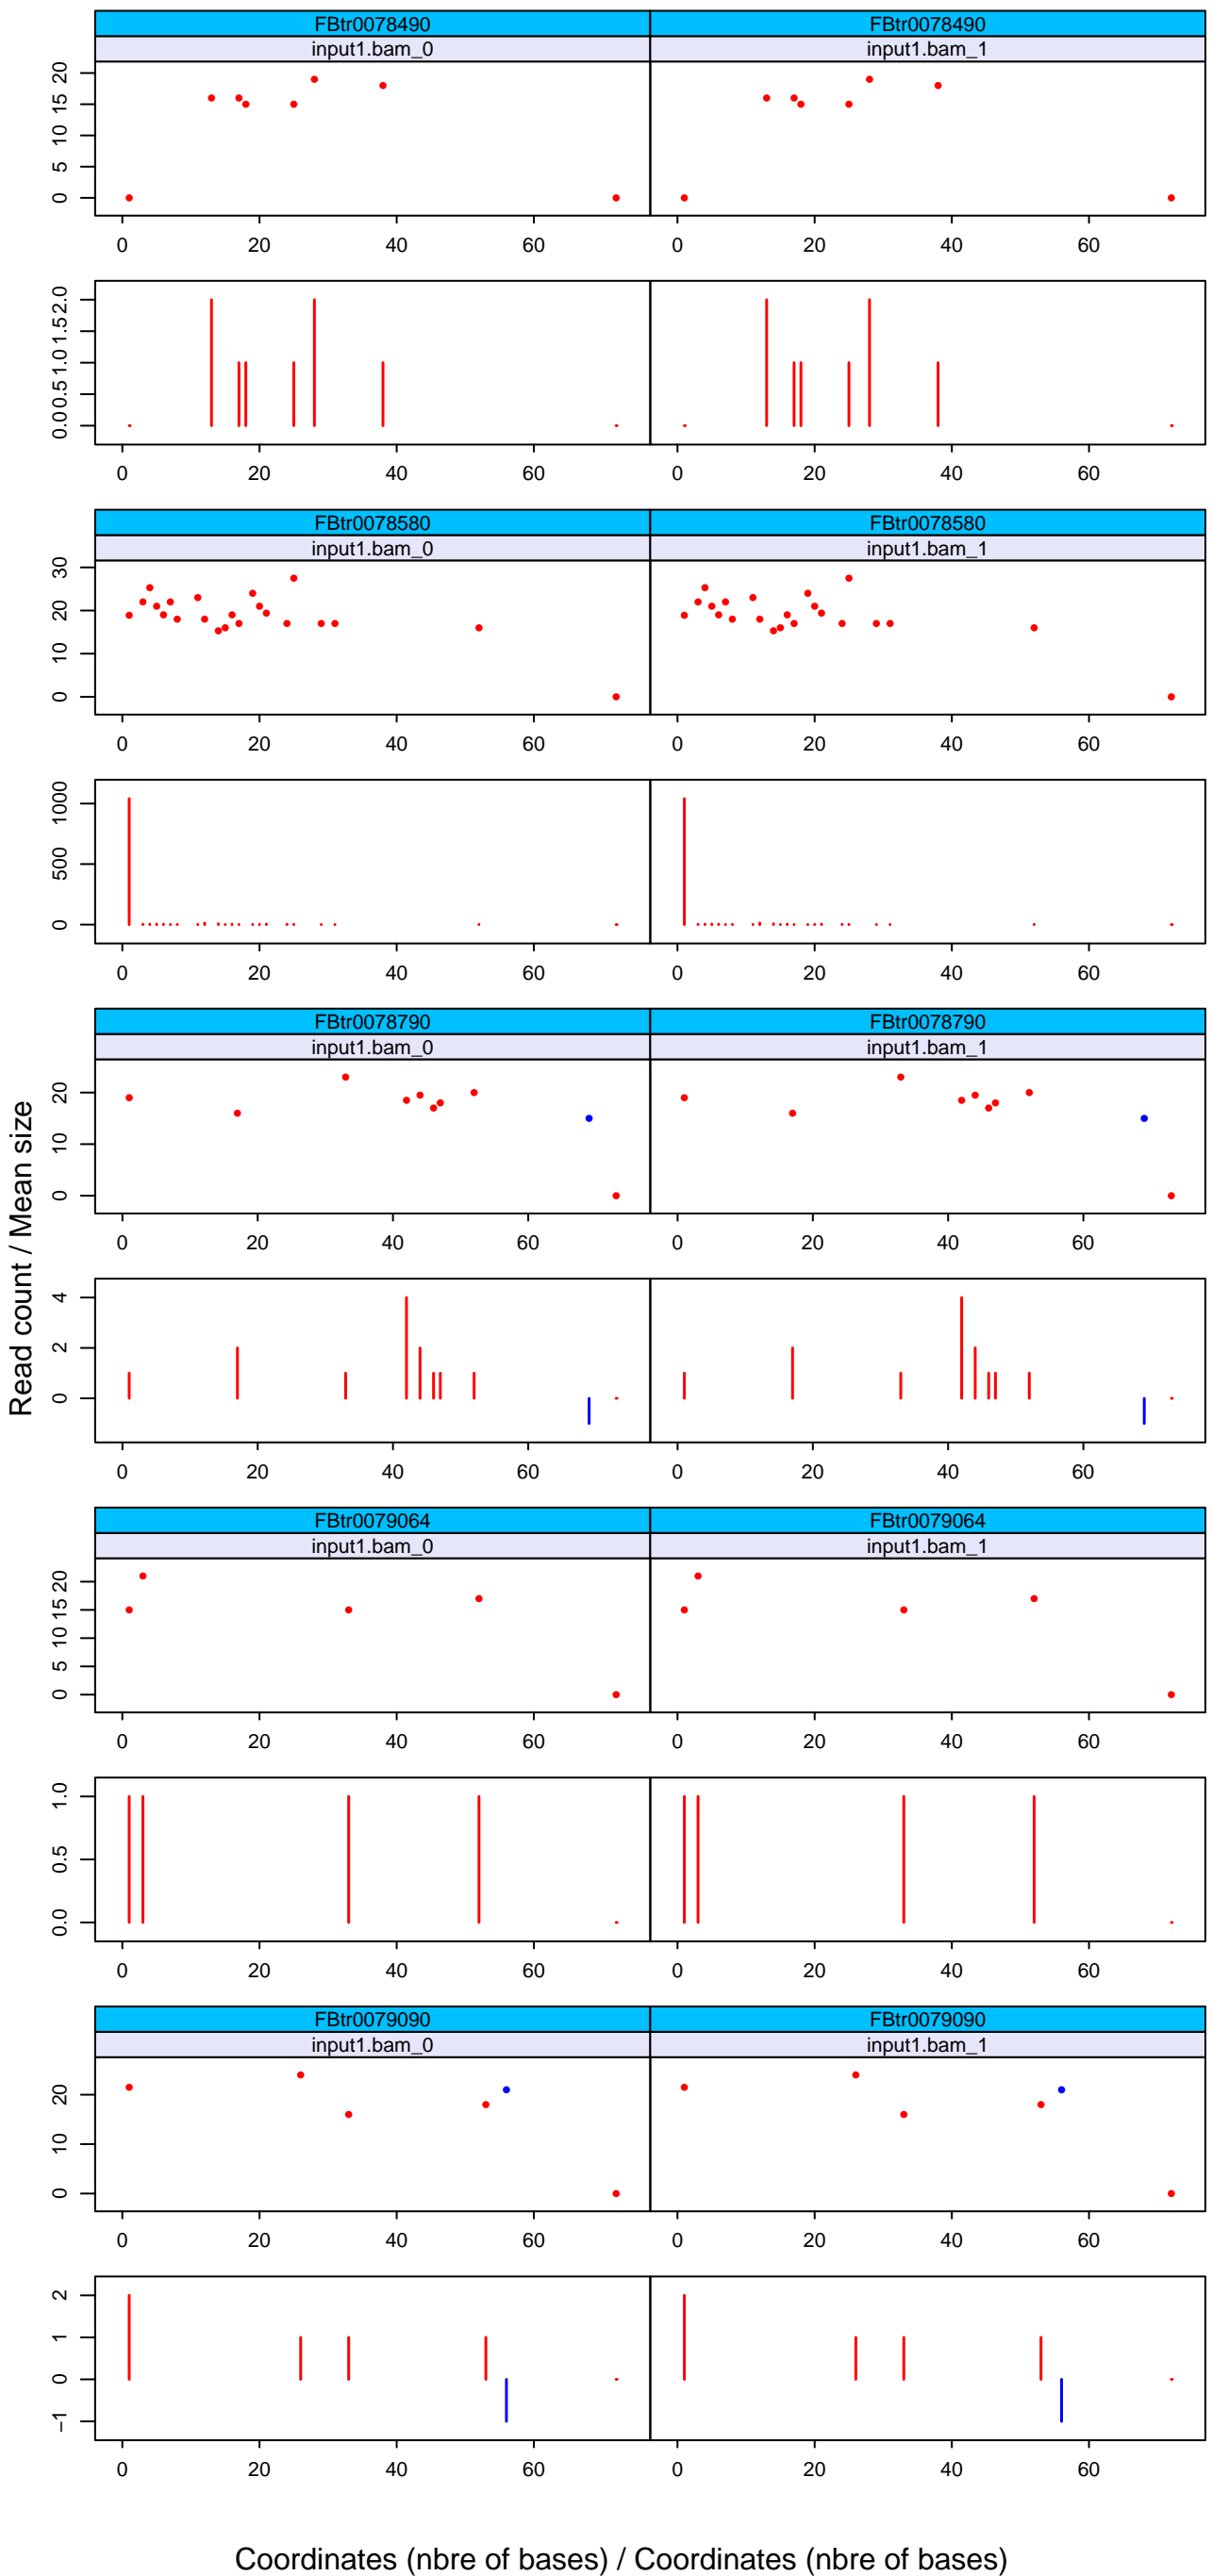 FBtr0078490 FBtr0078490
input1.bam_0 input1.bam_1
20
15
10
5
0
0 20 40 60 0 20 40 60
2.0
1.5
1.0
0.5
0.0
0 20 40 60 0 20 40 60
FBtr0078580 FBtr0078580
input1.bam_0 input1.bam_1
30
20
10
0
0 20 40 60 0 20 40 60
1000
500
0
0 20 40 60 0 20 40 60
FBtr0078790 FBtr0078790
input1.bam_0 input1.bam_1
20
10
0
0 20 40 60 0 20 40 60
Read count / Mean size
4
2
0
0 20 40 60 0 20 40 60
FBtr0079064 FBtr0079064
input1.bam_0 input1.bam_1
20
15
10
5
0
0 20 40 60 0 20 40 60
1.0
0.5
0.0
0 20 40 60 0 20 40 60
FBtr0079090 FBtr0079090
input1.bam_0 input1.bam_1
20
10
0
0 20 40 60 0 20 40 60
2
1
0
−1
0 20 40 60 0 20 40 60
Coordinates (nbre of bases) / Coordinates (nbre of bases)